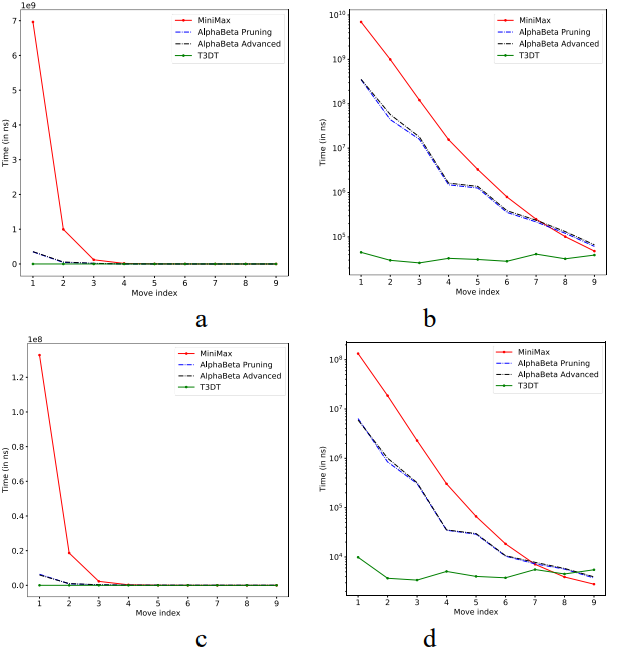 1e9
7
6
5
4
3
2
1
0
Time (in ns)
1 2 3 4 5 6 7 8 9
Move index
MiniMax
AlphaBeta Pruning
AlphaBeta Advanced
T3DT
a
10^10
10^9
10^8
10^7
10^6
10^5
Time (in ns)
1 2 3 4 5 6 7 8 9
Move index
MiniMax
AlphaBeta Pruning
AlphaBeta Advanced
T3DT
b
1e8
1.2
1.0
0.8
0.6
0.4
0.2
0.0
Time (in ns)
1 2 3 4 5 6 7 8 9
Move index
MiniMax
AlphaBeta Pruning
AlphaBeta Advanced
T3DT
c
10^8
10^7
10^6
10^5
10^4
Time (in ns)
1 2 3 4 5 6 7 8 9
Move index
MiniMax
AlphaBeta Pruning
AlphaBeta Advanced
T3DT
d